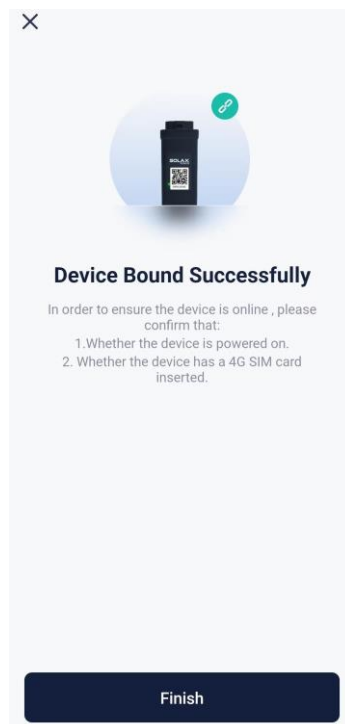 SOLAX
Device Bound Successfully
In order to ensure the device is online , please
confirm that:
1.Whether the device is powered on.
2. Whether the device has a 4G SIM card
inserted.
Finish